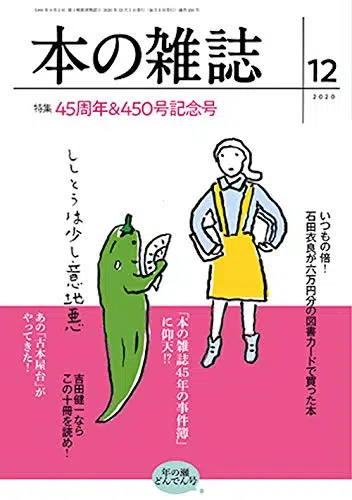 本の雑誌
12
2020
特集 45周年&450号記念号
いつもの倍！
石田衣良が六万円分の図書カードで買った本
ししとうは少し意地悪
「本の雑誌45年の事件簿」
に仰天!?
吉田健一なら
この十冊を読め！
あの「古本屋台」が
やってきた！
年の瀬
どんでん号